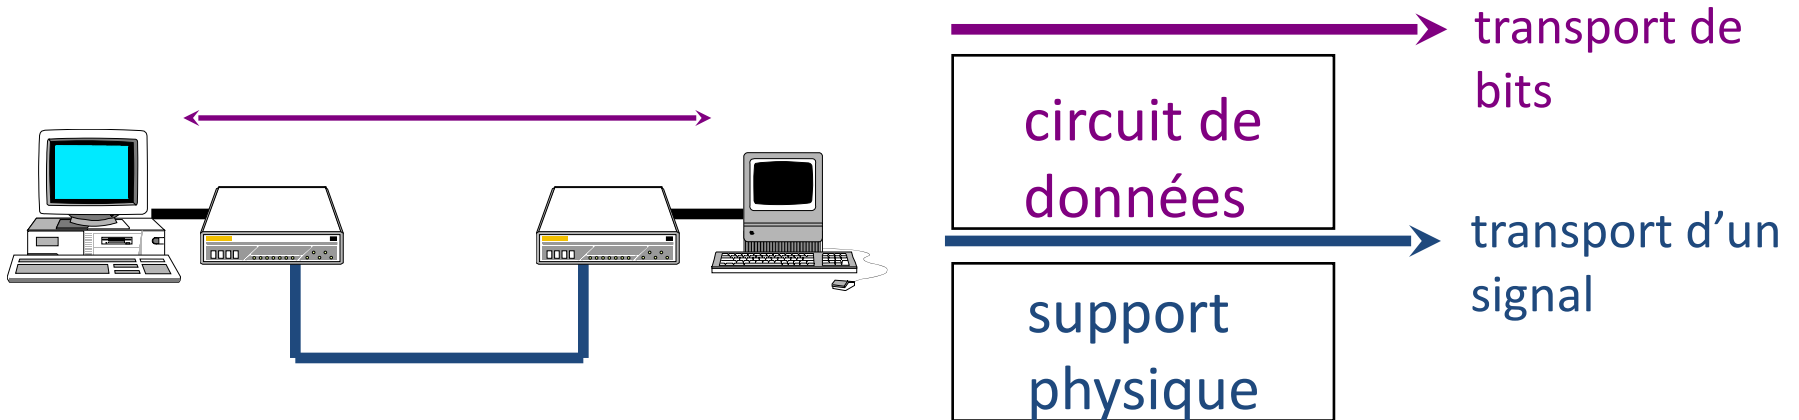 transport de
bits
circuit de
données
transport d’un
signal
support
physique